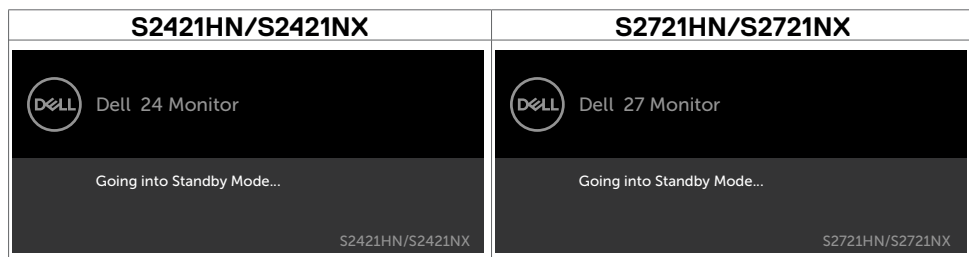 S2421HN/S2421NX
S2721HN/S2721NX
DELL Dell 24 Monitor
Going into Standby Mode...
S2421HN/S2421NX
DELL Dell 27 Monitor
Going into Standby Mode...
S2721HN/S2721NX